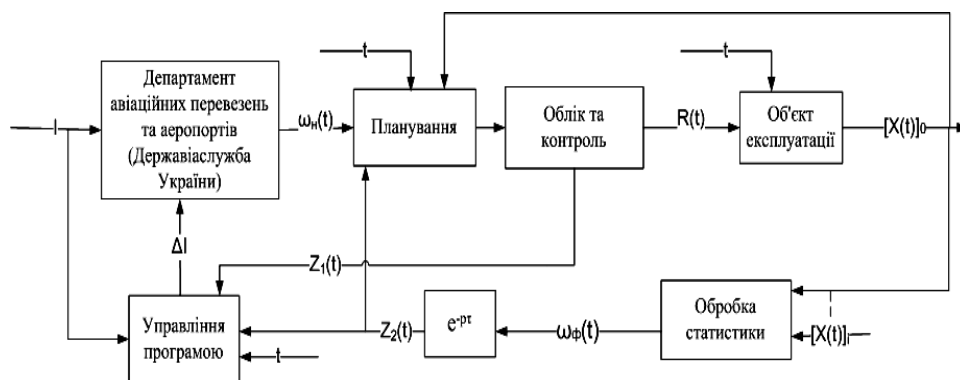 t
t
Департамент
авіаційних перевезень
та аеропортів
(Державіаслужба
України)
I
ωн(t)
Планування
Облік та
контроль
R(t)
Об'єкт
експлуатації
[X(t)]0
ΔI
Z1(t)
Управління
програмою
t
Z2(t)
e-pτ
ωф(t)
Обробка
статистики
[X(t)]i